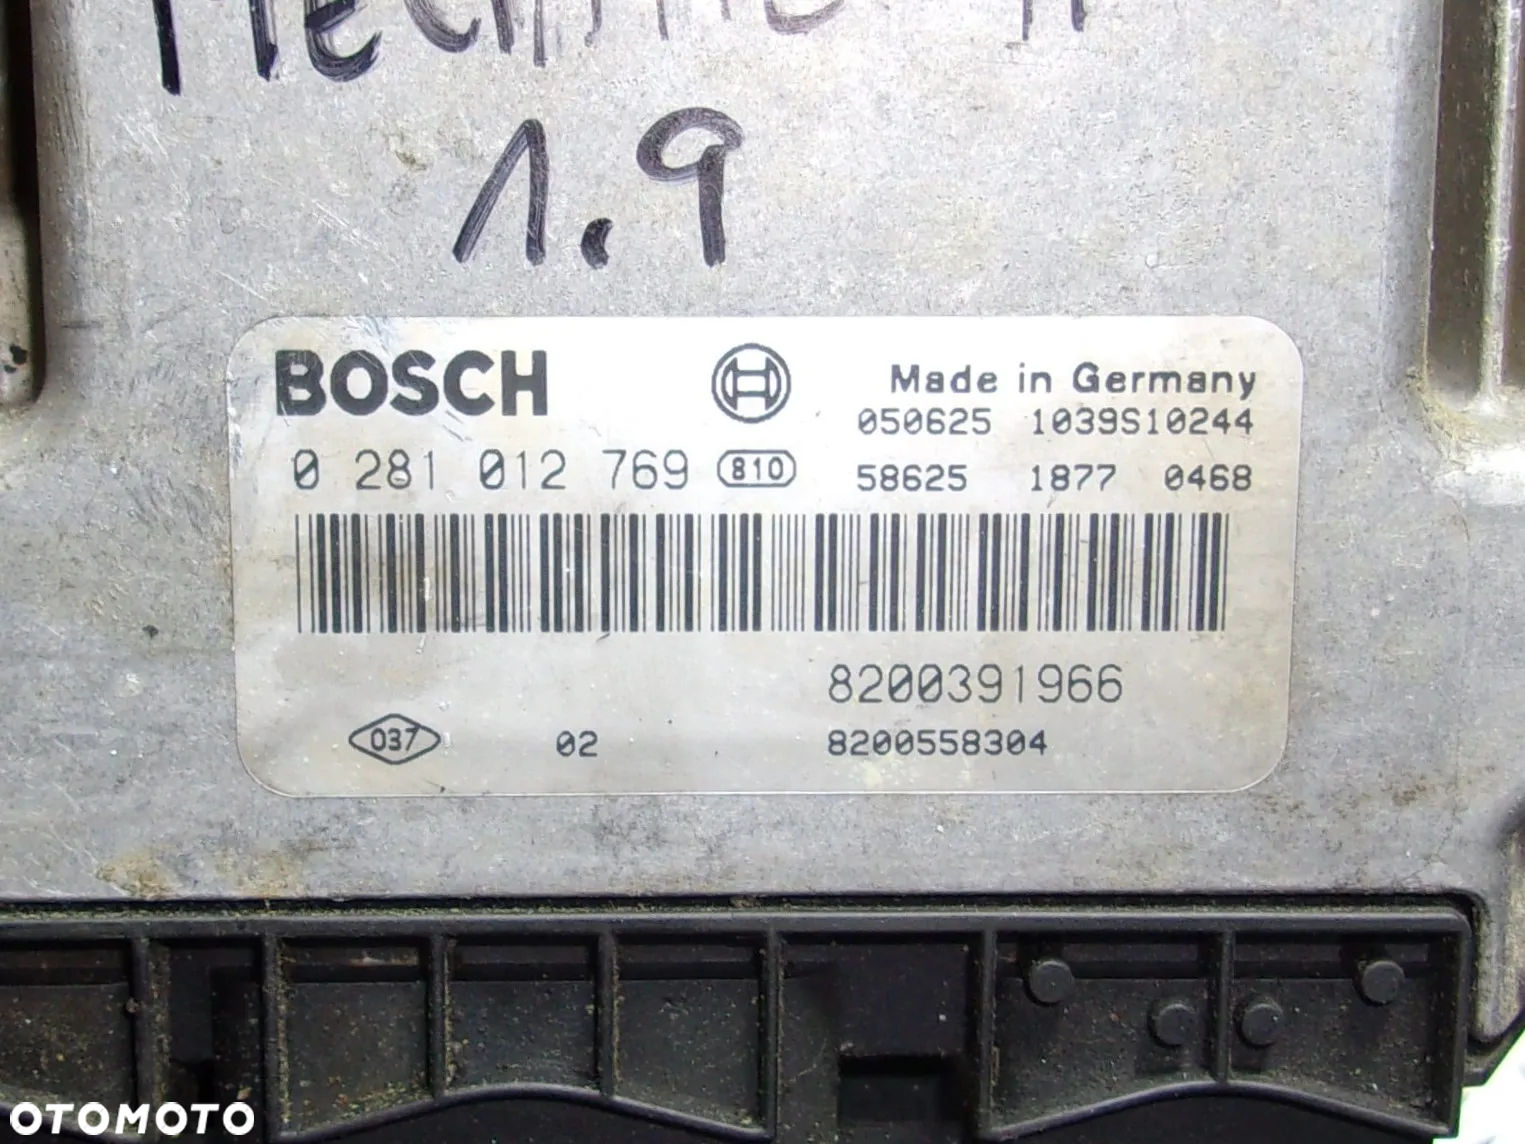 1.9
BOSCH Made in Germany
050625 1039S10244
0 281 012 769 810 58625 1877 0468
8200391966
037 02 8200558304
OTOMOTO